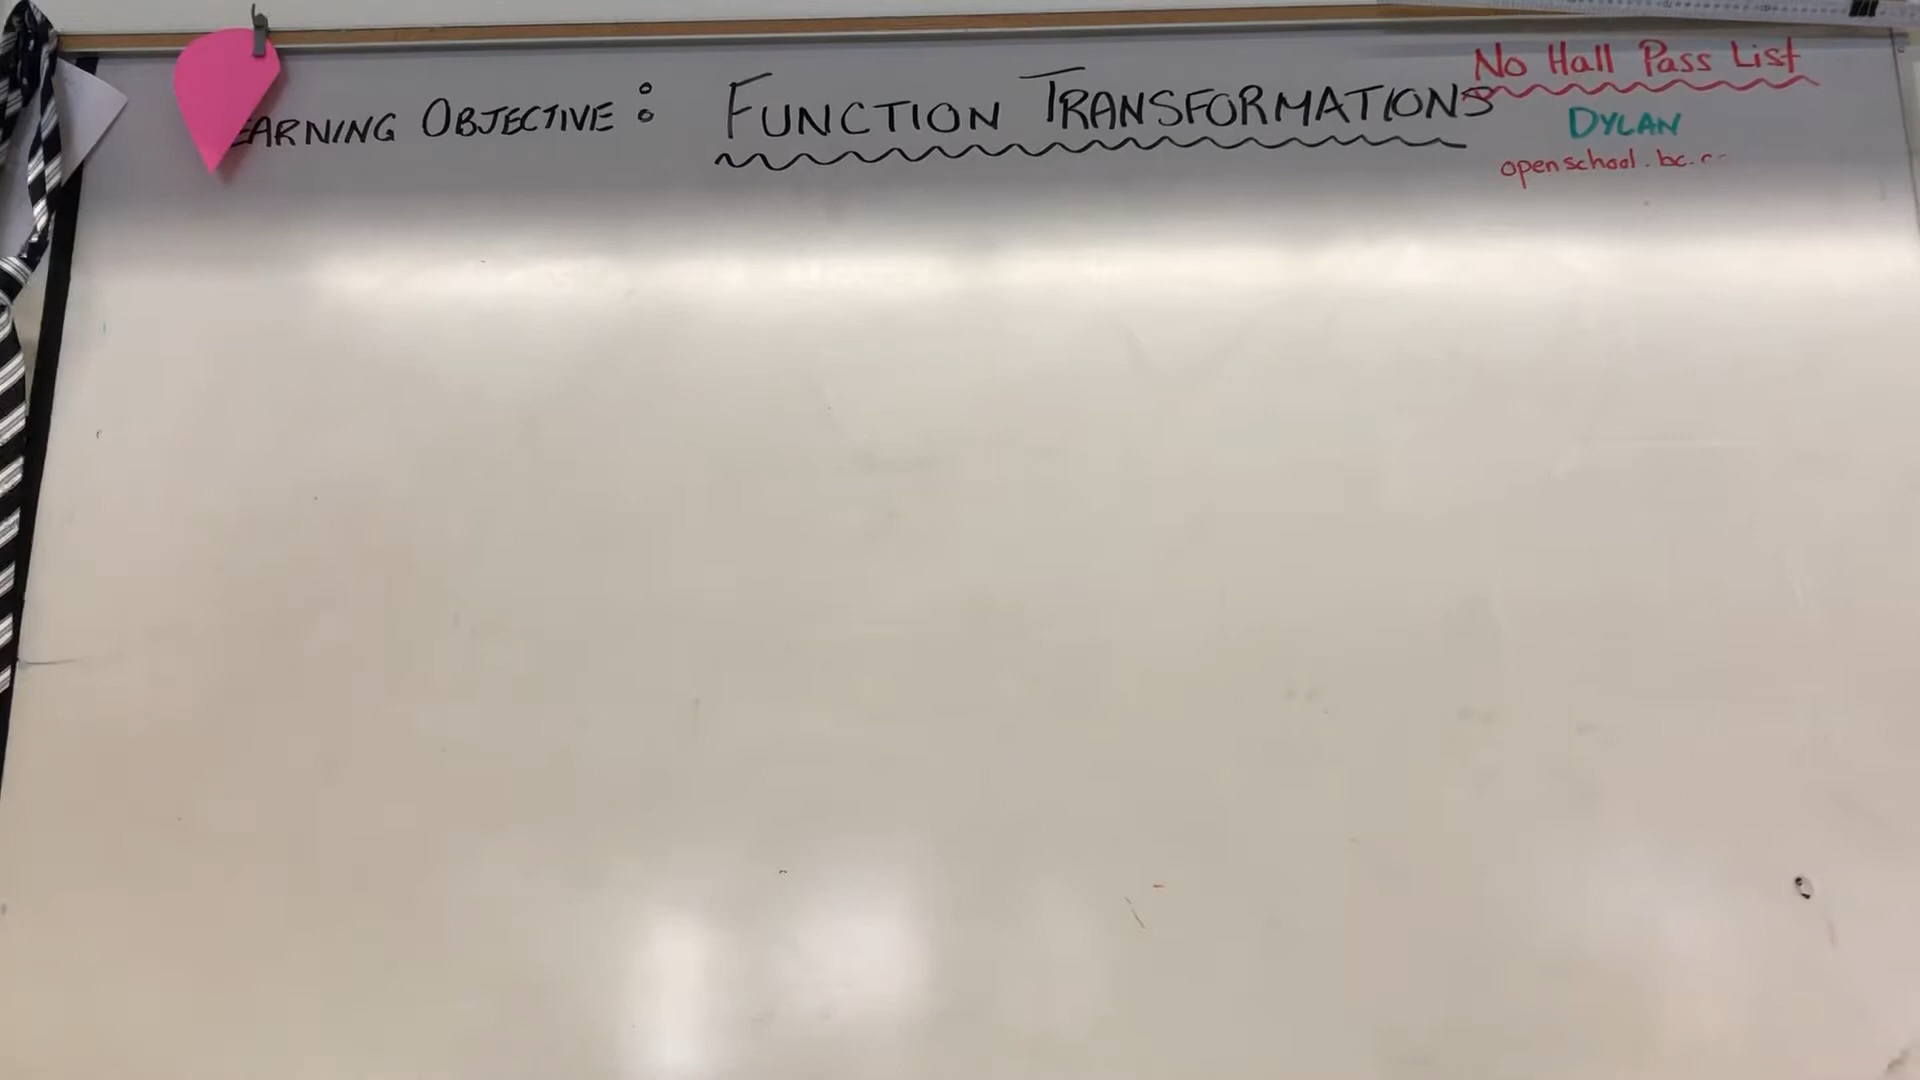 EARNING OBJECTIVE : FUNCTION TRANSFORMATIONS
No Hall Pass List
DYLAN
openschool.bc.c